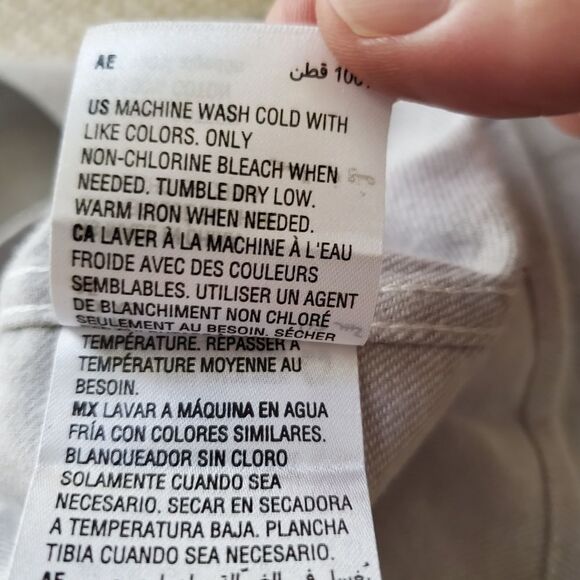 AE 100% قطن
US MACHINE WASH COLD WITH
LIKE COLORS. ONLY
NON-CHLORINE BLEACH WHEN
NEEDED. TUMBLE DRY LOW.
WARM IRON WHEN NEEDED.
CA LAVER À LA MACHINE À L'EAU
FROIDE AVEC DES COULEURS
SEMBLABLES. UTILISER UN AGENT
DE BLANCHIMENT NON CHLORÉ
SEULEMENT AU BESOIN. SÉCHER
TEMPÉRATURE. REPASSER À
TEMPÉRATURE MOYENNE AU
BESOIN.
MX LAVAR A MÁQUINA EN AGUA
FRÍA CON COLORES SIMILARES.
BLANQUEADOR SIN CLORO
SOLAMENTE CUANDO SEA
NECESARIO. SECAR EN SECADORA
A TEMPERATURA BAJA. PLANCHA
TIBIA CUANDO SEA NECESARIO.
AE